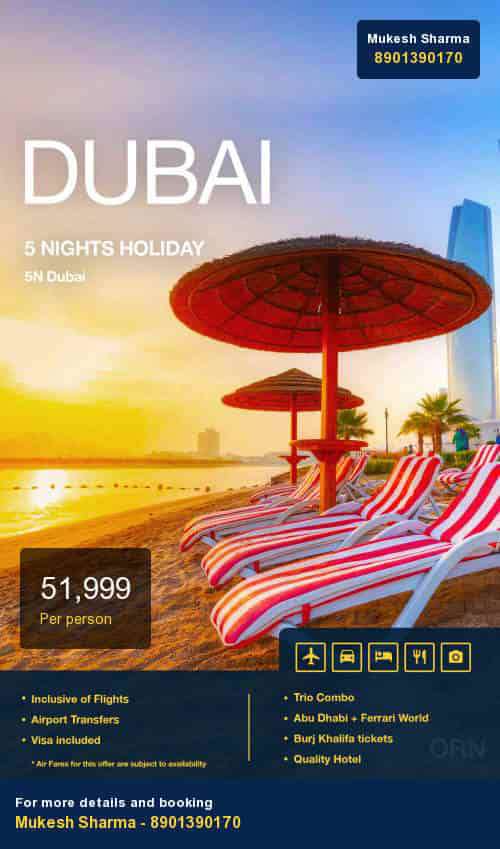 Mukesh Sharma
8901390170
DUBAI
5 NIGHTS HOLIDAY
5N Dubai
51,999
Per person
• Inclusive of Flights
• Airport Transfers
• Visa included
* Air Fares for this offer are subject to availability
• Trio Combo
• Abu Dhabi + Ferrari World
• Burj Khalifa tickets
• Quality Hotel
For more details and booking
Mukesh Sharma - 8901390170